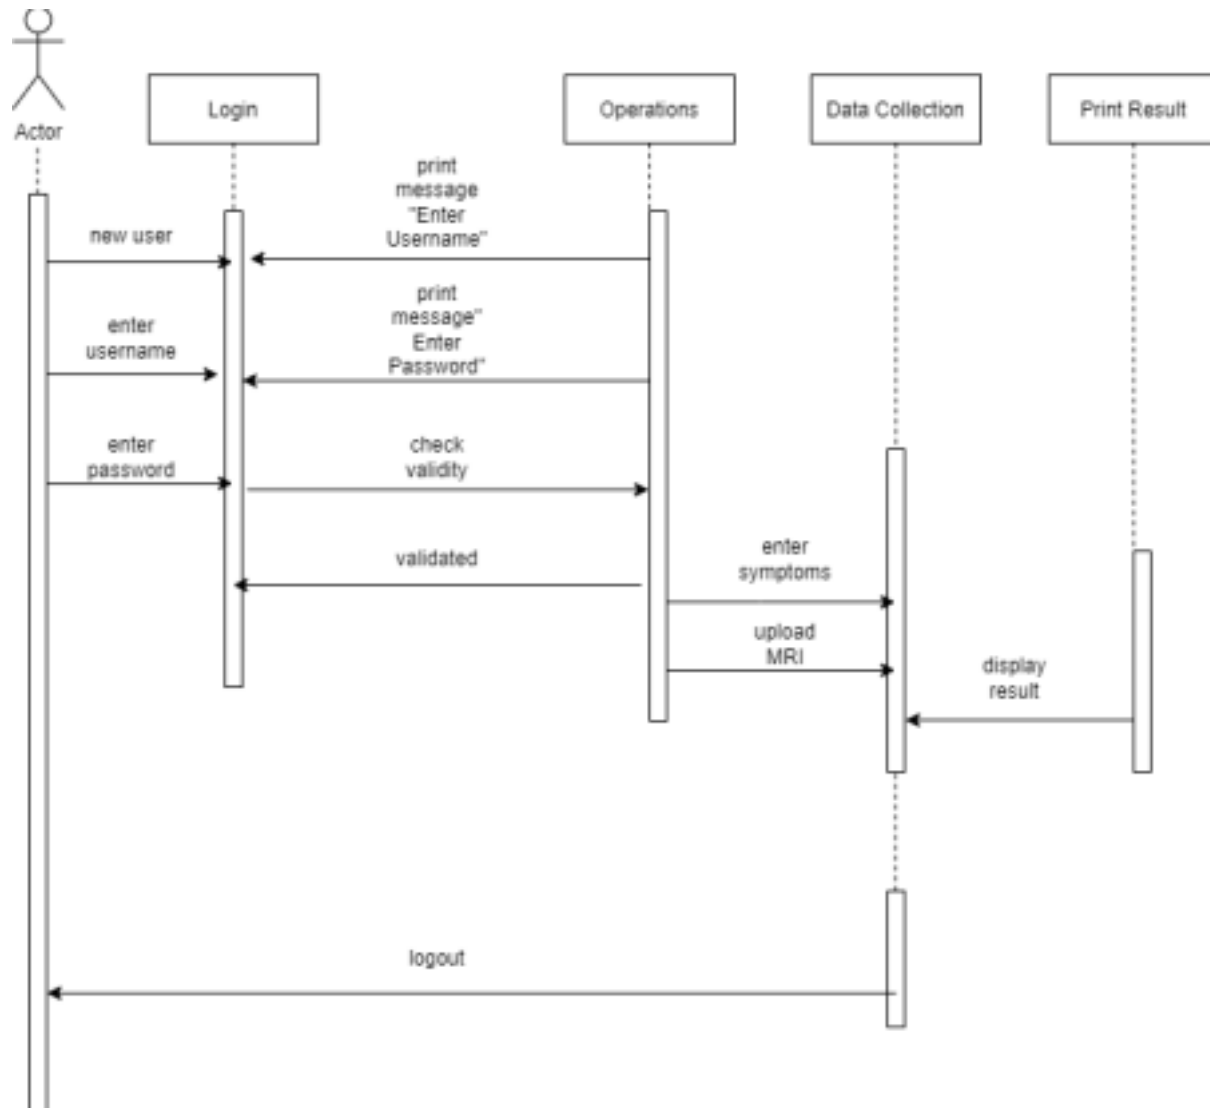 Actor
Login
Operations
Data Collection
Print Result
print
message
"Enter
Username"
new user
print
message"
Enter
Password"
enter
username
enter
password
check
validity
validated
enter
symptoms
upload
MRI
display
result
logout